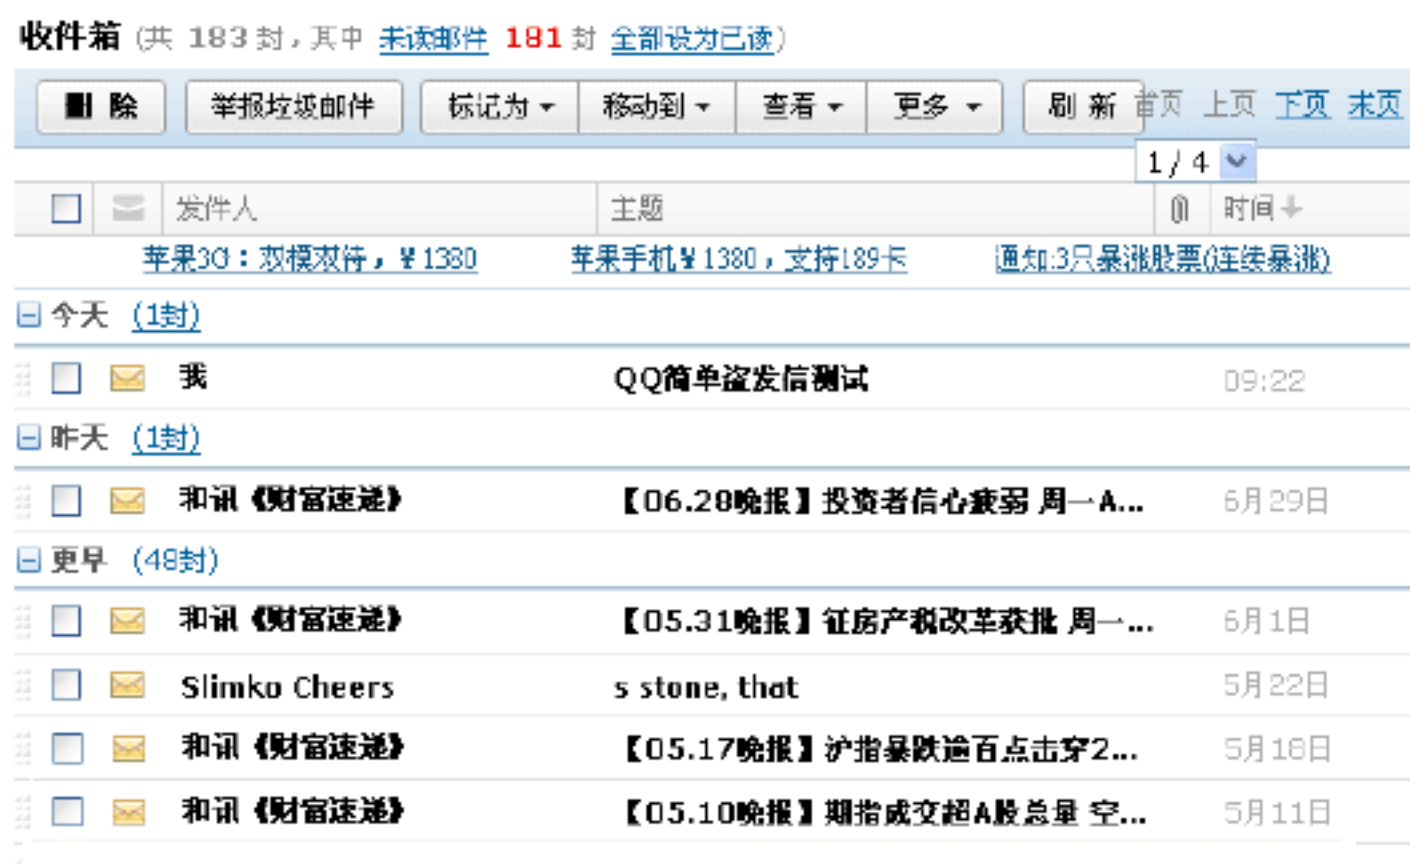 收件箱 (共 183 封，其中 未读邮件 181 封 全部设为已读)
删 除 举报垃圾邮件 标记为 移动到 查看 更多 刷 新 首页 上页 下页 末页
1 / 4
发件人 主题 时间
苹果3G：双模双待，￥1380 苹果手机￥1380，支持189卡 通知:3只暴涨股票(连续暴涨)
今天 (1封)
我 QQ简单盗发信测试 09:22
昨天 (1封)
和讯《财富速递》 【06.28晚报】投资者信心疲弱 周一A... 6月29日
更早 (48封)
和讯《财富速递》 【05.31晚报】征房产税改革获批 周一... 6月1日
Slimko Cheers s stone, that 5月22日
和讯《财富速递》 【05.17晚报】沪指暴跌逾百点击穿2... 5月18日
和讯《财富速递》 【05.10晚报】期指成交超A股总量 空... 5月11日